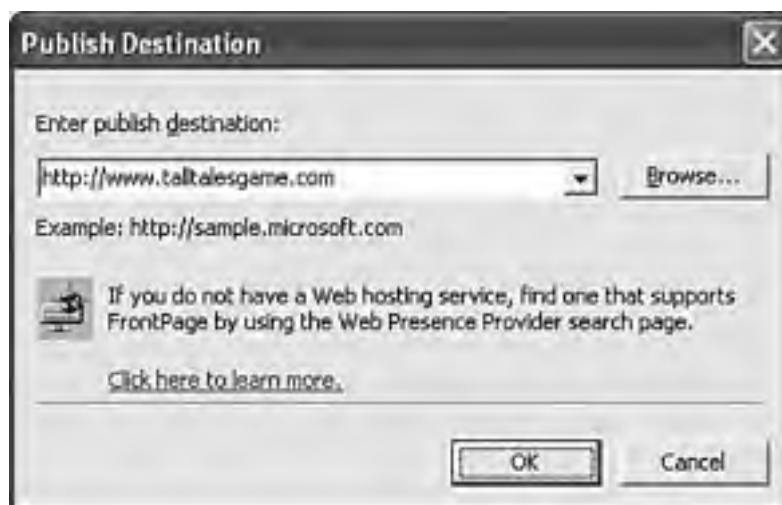 Publish Destination
Enter publish destination:
http://www.talltalesgame.com
Browse...
Example: http://sample.microsoft.com
If you do not have a Web hosting service, find one that supports
FrontPage by using the Web Presence Provider search page.
Click here to learn more.
OK
Cancel